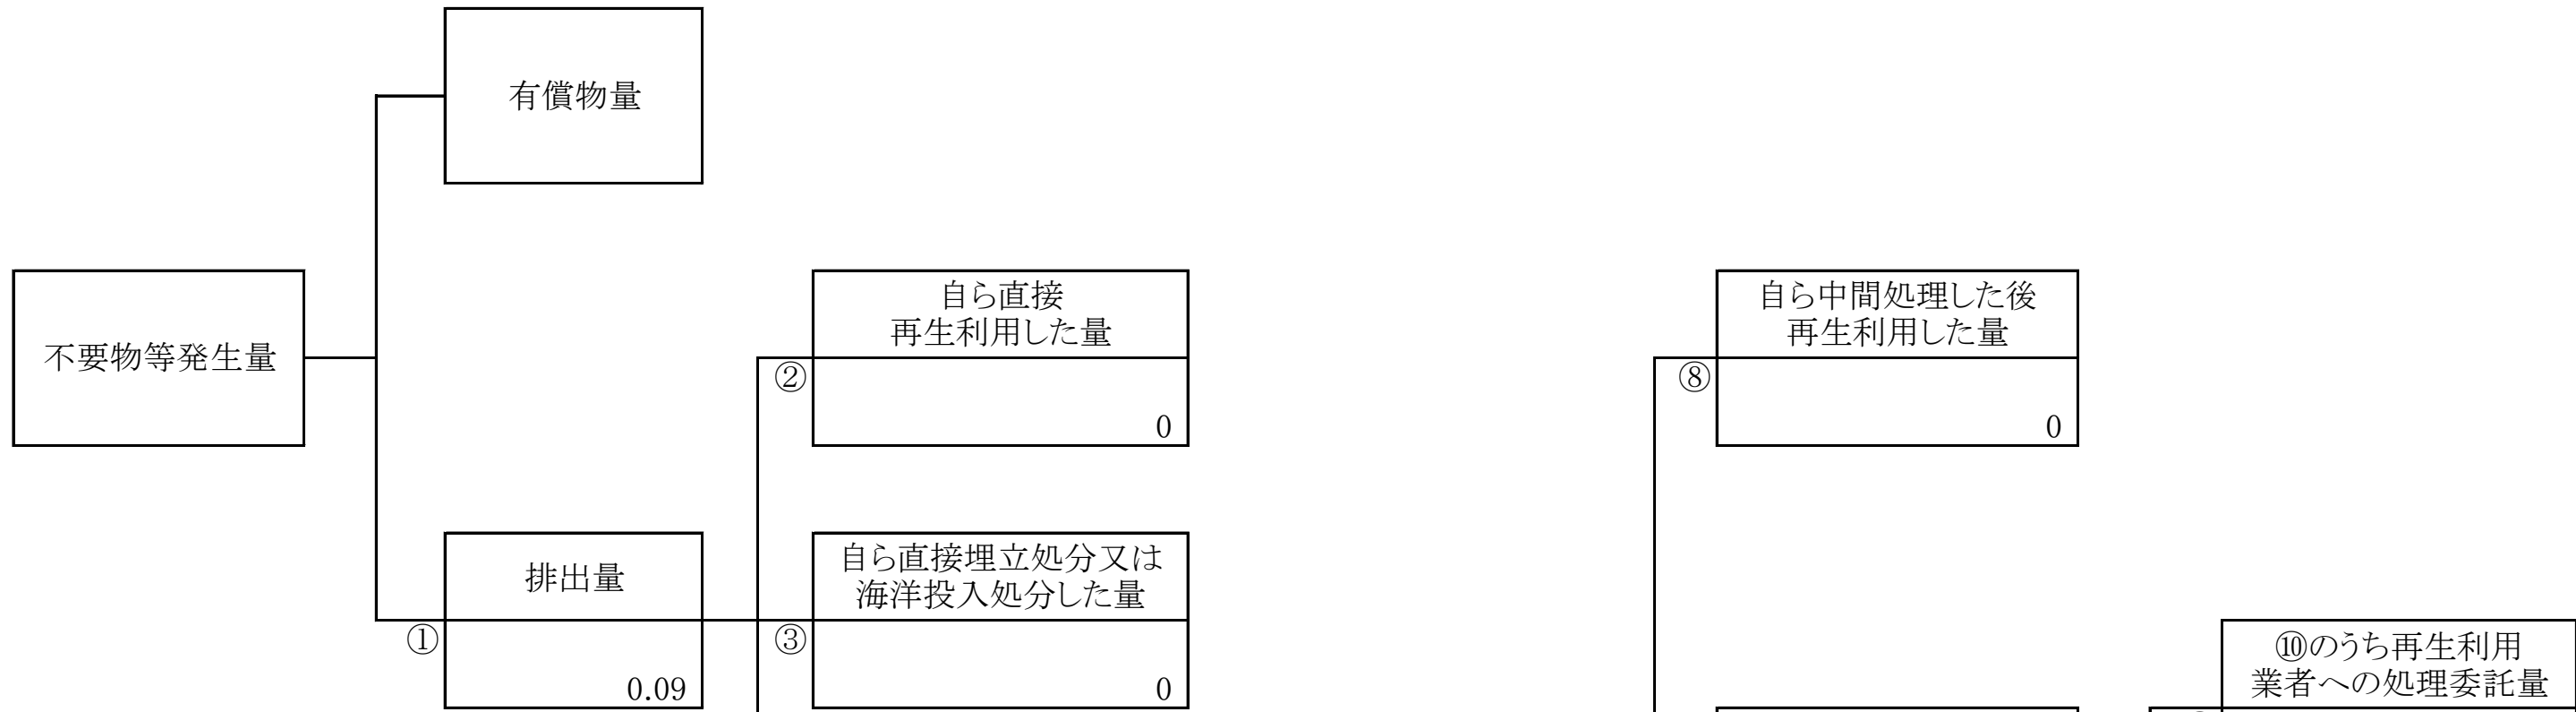 有償物量
不要物等発生量
自ら直接
再生利用した量
②
0
自ら中間処理した後
再生利用した量
⑧
0
排出量
①
0.09
自ら直接埋立処分又は
海洋投入処分した量
③
0
⑩のうち再生利用
業者への処理委託量